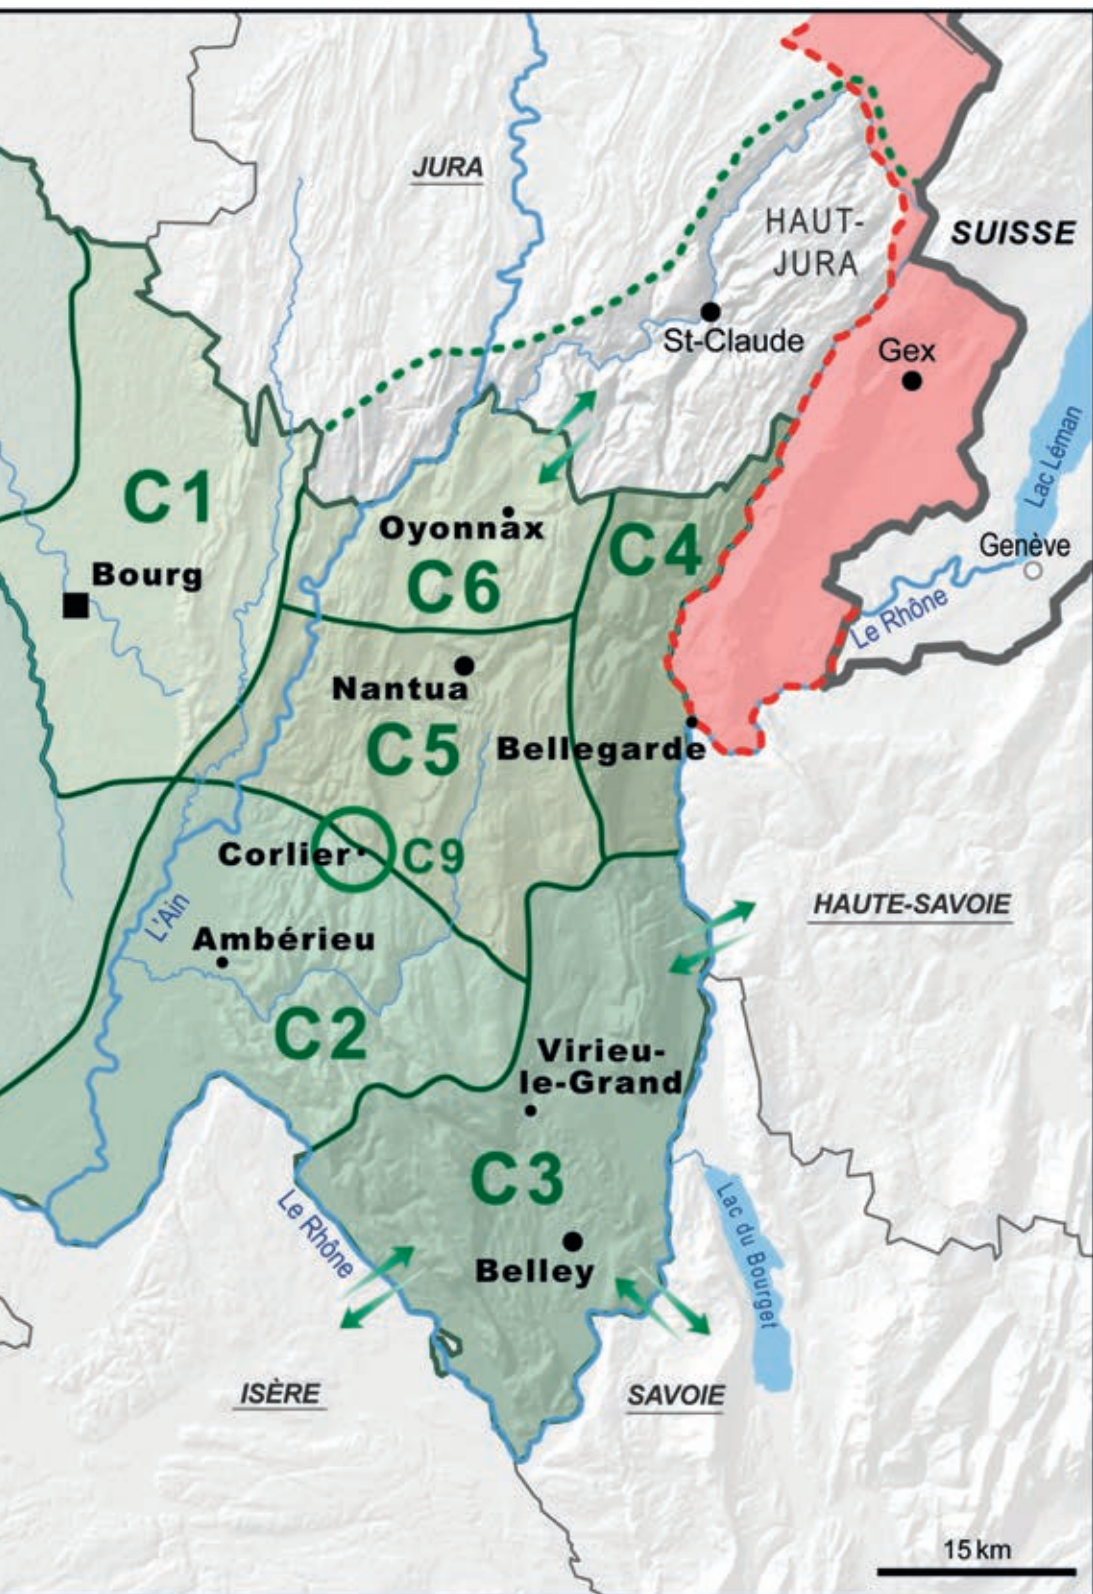 JURA
HAUT-
JURA
SUISSE
St-Claude
Gex
Lac Léman
C1
Oyonnax
C4
Genève
Bourg
C6
Le Rhône
Nantua
C5
Bellegarde
Corlier
C9
L'Ain
HAUTE-SAVOIE
Ambérieu
C2
Virieu-
le-Grand
C3
Le Rhône
Lac du Bourget
Belley
ISÈRE
SAVOIE
15 km